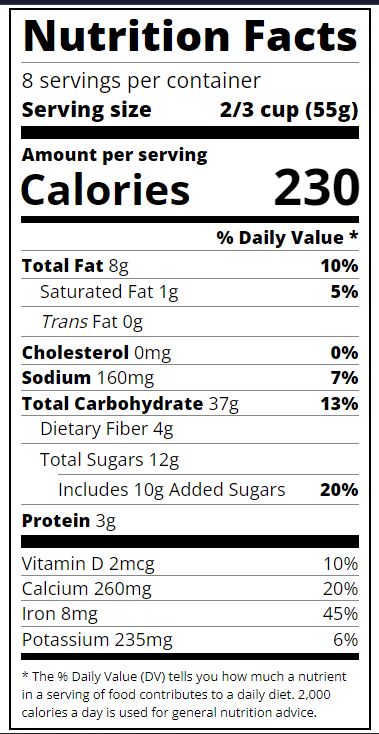 Nutrition Facts
8 servings per container
Serving size 2/3 cup (55g)
Amount per serving
Calories 230
% Daily Value *
Total Fat 8g 10%
Saturated Fat 1g 5%
Trans Fat 0g
Cholesterol 0mg 0%
Sodium 160mg 7%
Total Carbohydrate 37g 13%
Dietary Fiber 4g
Total Sugars 12g
Includes 10g Added Sugars 20%
Protein 3g
Vitamin D 2mcg 10%
Calcium 260mg 20%
Iron 8mg 45%
Potassium 235mg 6%
* The % Daily Value (DV) tells you how much a nutrient
in a serving of food contributes to a daily diet. 2,000
calories a day is used for general nutrition advice.